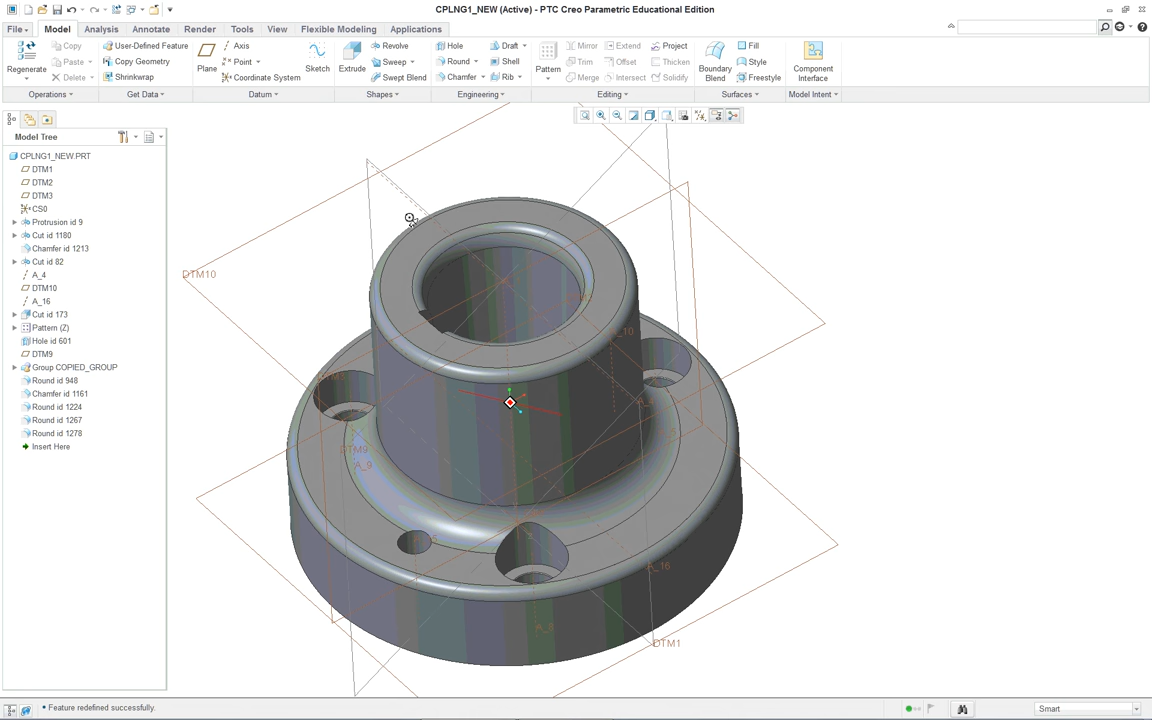 CPLNG1_NEW (Active) - PTC Creo Parametric Educational Edition
File Model Analysis Annotate Render Tools View Flexible Modeling Applications
Regenerate Copy Paste Delete
User-Defined Feature Copy Geometry Shrinkwrap
Plane Axis Point Coordinate System Sketch
Extrude Revolve Sweep Swept Blend
Hole Round Chamfer Draft Shell Rib
Pattern Mirror Trim Merge Extend Offset Intersect Project Thicken Solidify
Boundary Blend Fill Style Freestyle
Component Interface
Operations Get Data Datum Shapes Engineering Editing Surfaces Model Intent
Model Tree
CPLNG1_NEW.PRT
DTM1
DTM2
DTM3
CS0
Protrusion id 9
Cut id 1180
Chamfer id 1213
Cut id 82
A_4
DTM10
A_16
Cut id 173
Pattern (Z)
Hole id 601
DTM9
Group COPIED_GROUP
Round id 948
Chamfer id 1161
Round id 1224
Round id 1267
Round id 1278
Insert Here
DTM10
DTM9
A_9
A_16
A_8
DTM1
• Feature redefined successfully.
Smart